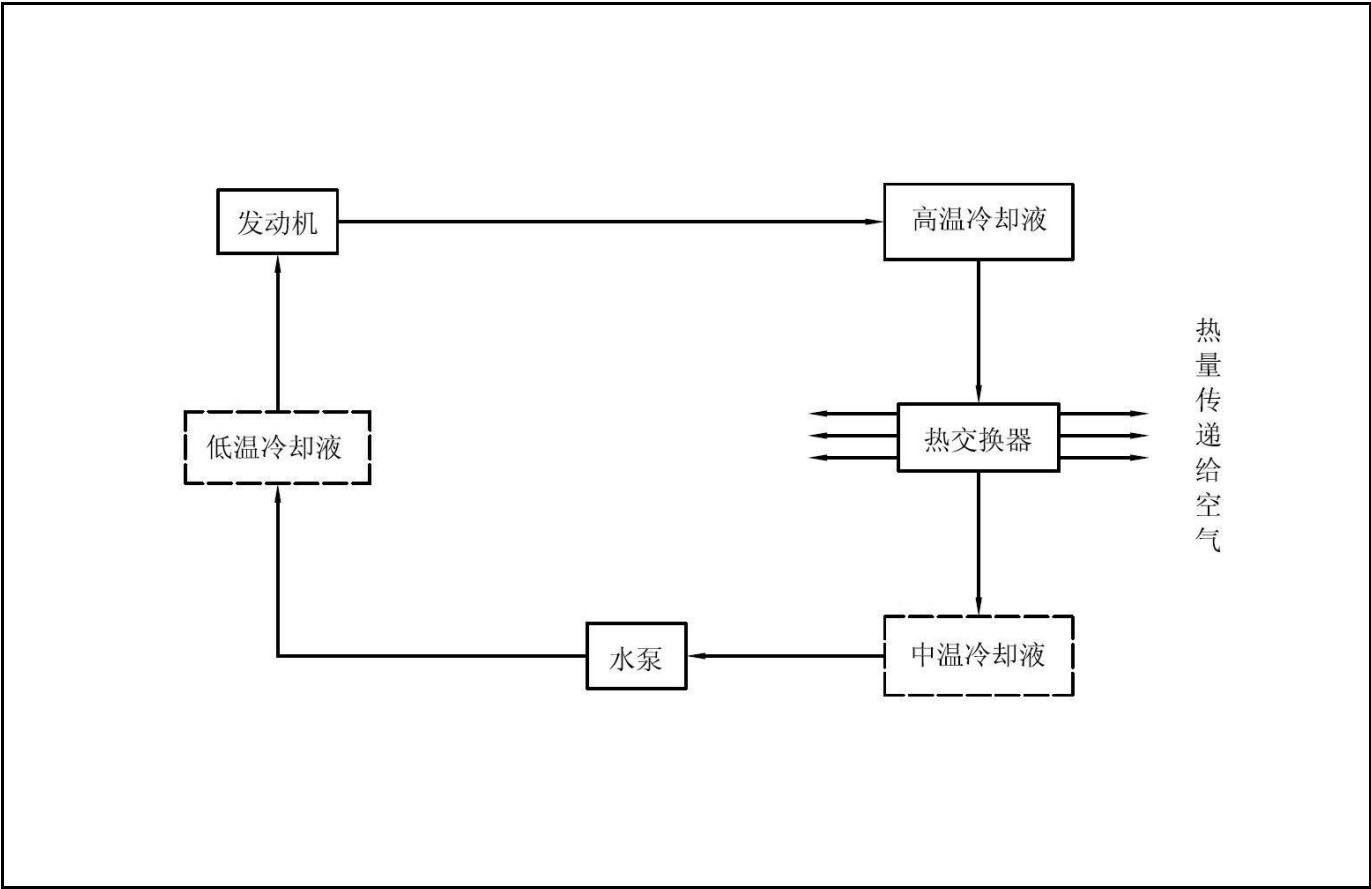 发动机
高温冷却液
热量传递给空气
低温冷却液
热交换器
水泵
中温冷却液